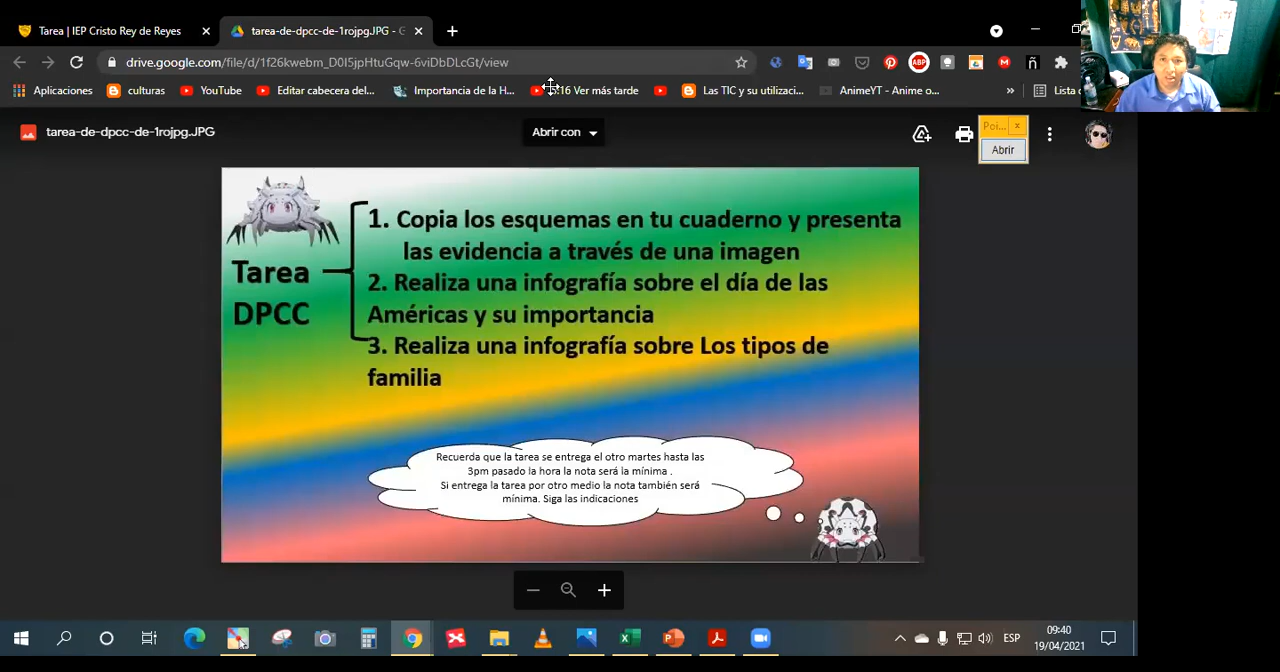 Tarea | IEP Cristo Rey de Reyes
tarea-de-dpcc-de-1rojpgJPG - G
drive.google.com/file/d/1f26kwebm_D0I5jpHtuGqw-6viDbDLcGt/view
Aplicaciones
culturas
YouTube
Editar cabecera del...
Importancia de la H...
16 Ver más tarde
Las TIC y su utilizaci...
AnimeYT - Anime o...
»
Lista
tarea-de-dpcc-de-1rojpg.JPG
Abrir con
Poi...
x
Abrir
Tarea
DPCC
1. Copia los esquemas en tu cuaderno y presenta
las evidencia a través de una imagen
2. Realiza una infografía sobre el día de las
Américas y su importancia
3. Realiza una infografía sobre Los tipos de
familia
Recuerda que la tarea se entrega el otro martes hasta las
3pm pasado la hora la nota será la mínima .
Si entrega la tarea por otro medio la nota también será
mínima. Siga las indicaciones
ESP
09:40
19/04/2021